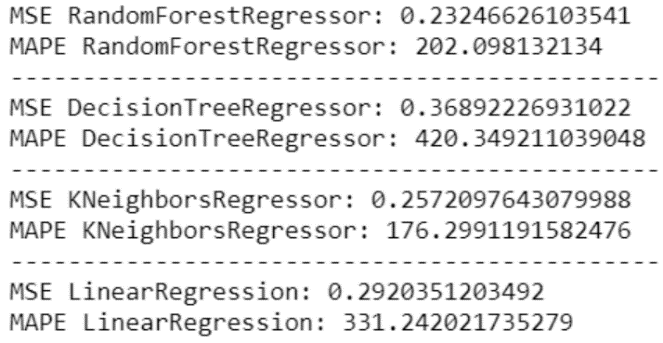 MSE RandomForestRegressor: 0.23246626103541
MAPE RandomForestRegressor: 202.098132134
---------------------------------------------
MSE DecisionTreeRegressor: 0.36892226931022
MAPE DecisionTreeRegressor: 420.349211039048
---------------------------------------------
MSE KNeighborsRegressor: 0.2572097643079988
MAPE KNeighborsRegressor: 176.2991191582476
---------------------------------------------
MSE LinearRegression: 0.2920351203492
MAPE LinearRegression: 331.242021735279